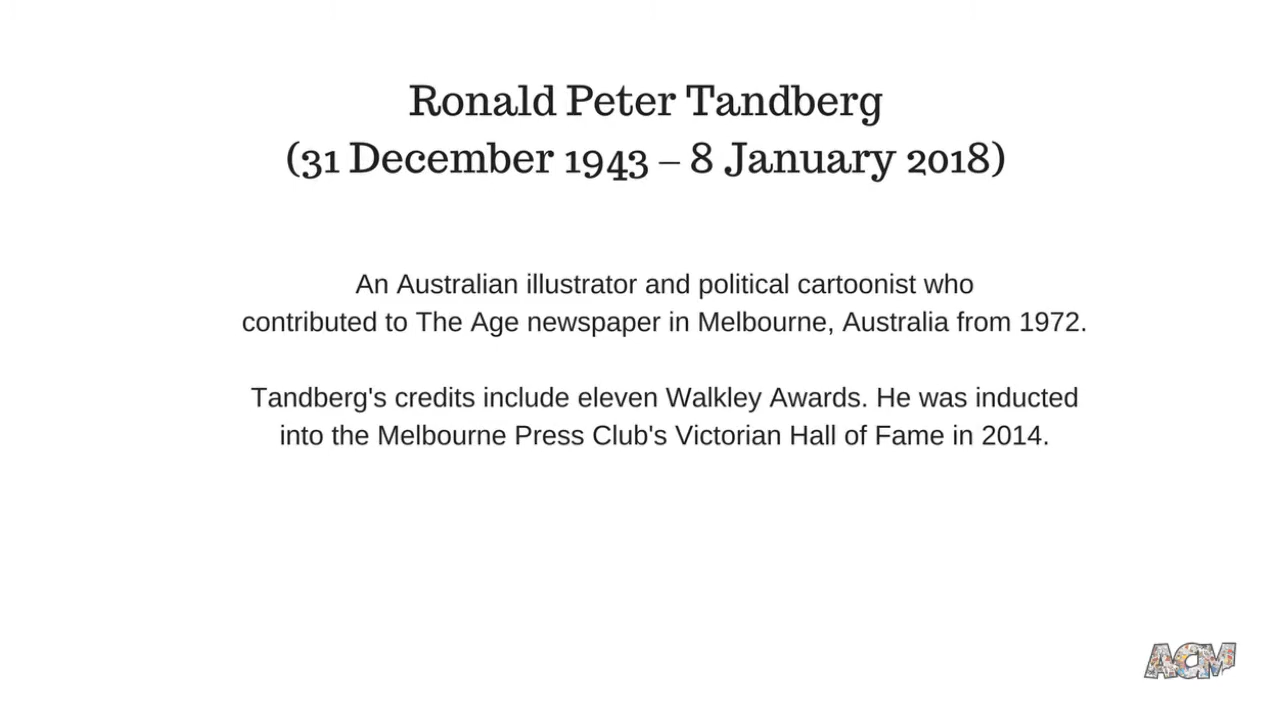 Ronald Peter Tandberg
(31 December 1943 – 8 January 2018)
An Australian illustrator and political cartoonist who
contributed to The Age newspaper in Melbourne, Australia from 1972.
Tandberg's credits include eleven Walkley Awards. He was inducted
into the Melbourne Press Club's Victorian Hall of Fame in 2014.
ACM